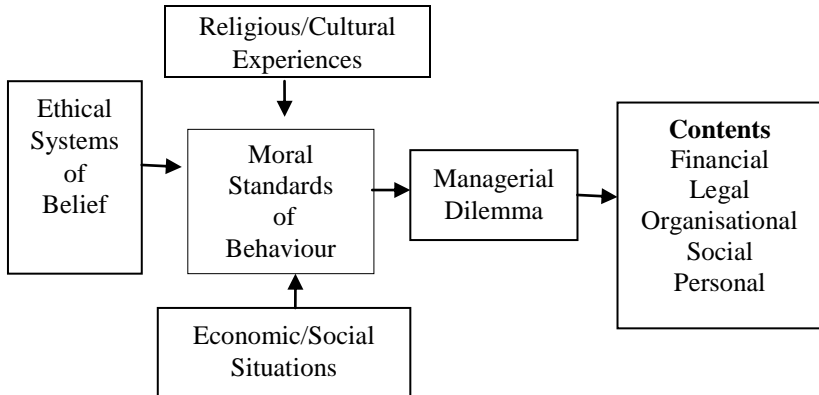 Religious/Cultural
Experiences
Ethical
Systems
of
Belief
Moral
Standards
of
Behaviour
Managerial
Dilemma
Contents
Financial
Legal
Organisational
Social
Personal
Economic/Social
Situations